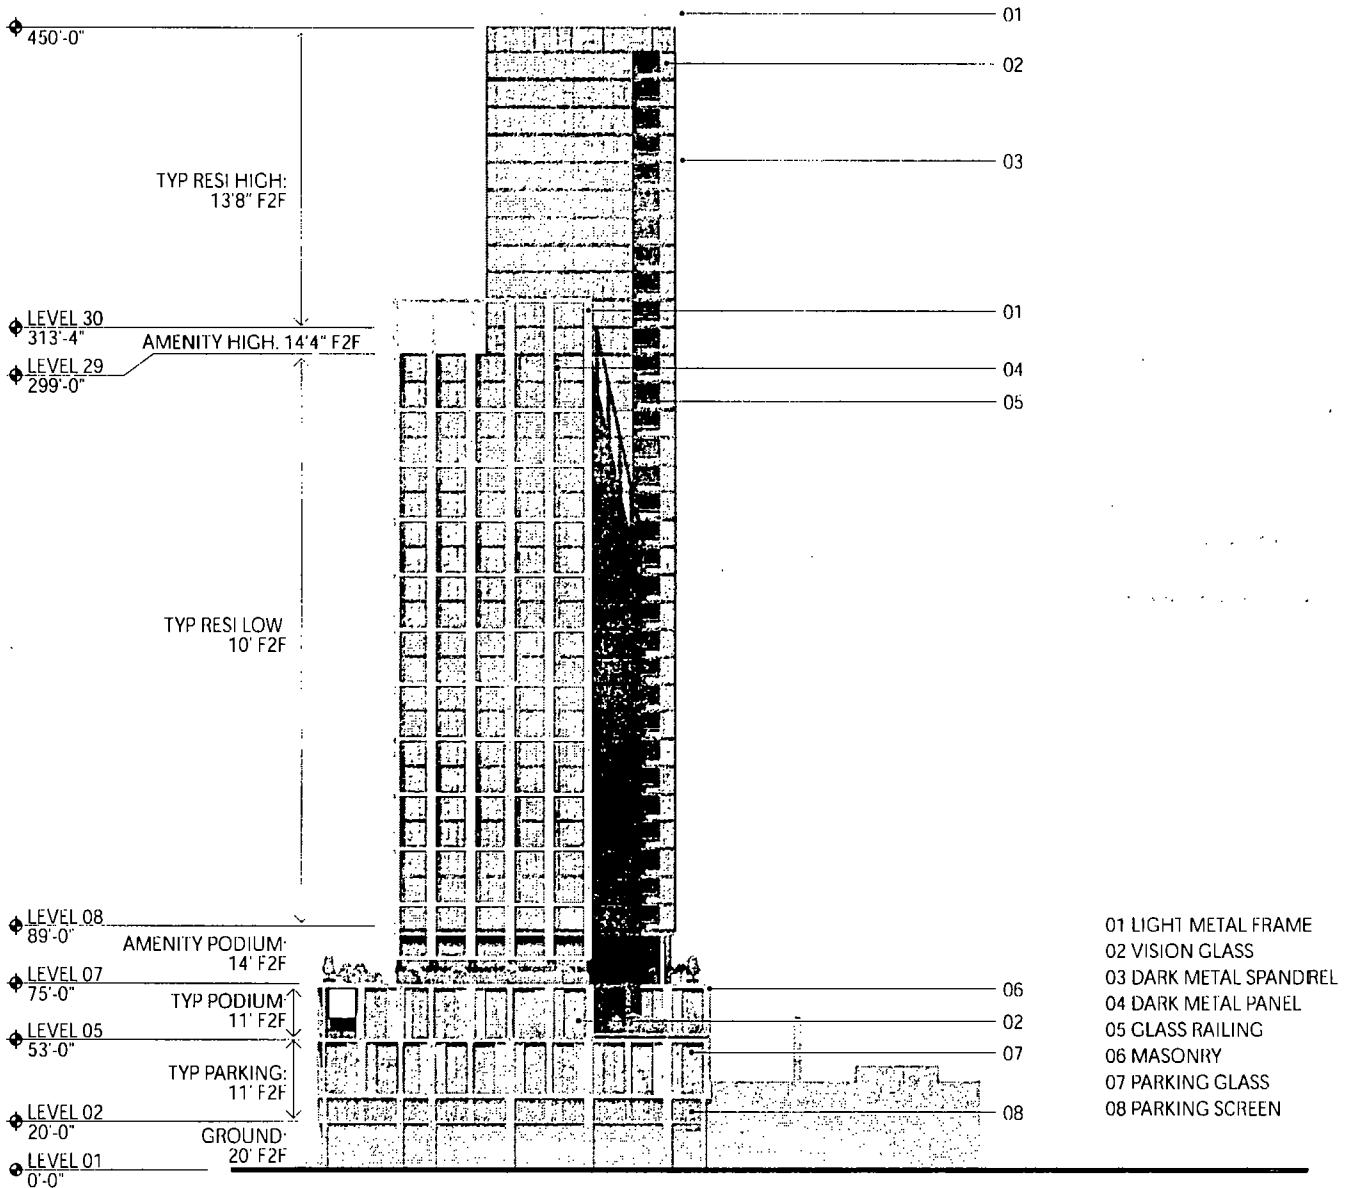 01
450'-0"
02
03
TYP RESI HIGH:
13'8" F2F
01
LEVEL 30
313'-4"
AMENITY HIGH. 14'4" F2F
LEVEL 29
299'-0"
04
05
TYP RESI LOW
10' F2F
LEVEL 08
89'-0"
AMENITY PODIUM:
14' F2F
LEVEL 07
75'-0"
TYP PODIUM:
11' F2F
LEVEL 05
53'-0"
TYP PARKING:
11' F2F
LEVEL 02
20'-0"
GROUND:
20' F2F
LEVEL 01
0'-0"
06
02
07
08
01 LIGHT METAL FRAME
02 VISION GLASS
03 DARK METAL SPANDREL
04 DARK METAL PANEL
05 GLASS RAILING
06 MASONRY
07 PARKING GLASS
08 PARKING SCREEN